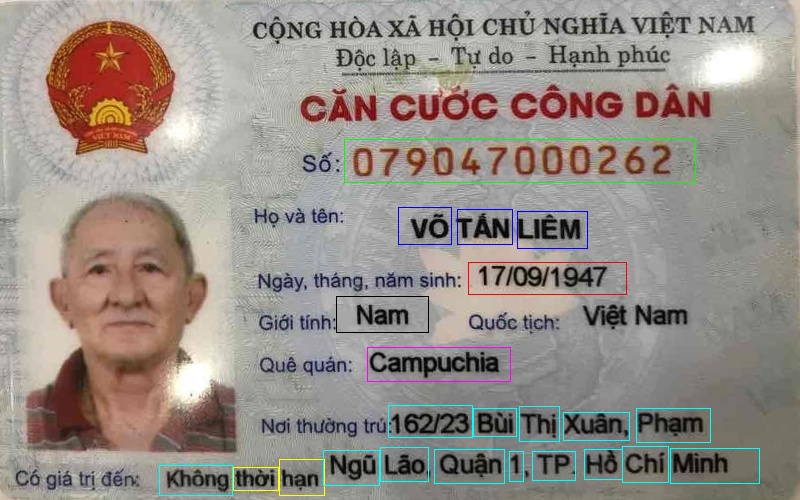 CỘNG HÒA XÃ HỘI CHỦ NGHĨA VIỆT NAM
Độc lập - Tự do - Hạnh phúc
CĂN CƯỚC CÔNG DÂN
Số: 079047000262
Họ và tên: VÕ TẤN LIÊM
Ngày, tháng, năm sinh: 17/09/1947
Giới tính: Nam Quốc tịch: Việt Nam
Quê quán: Campuchia
Nơi thường trú: 162/23 Bùi Thị Xuân, Phạm
Ngũ Lão, Quận 1, TP. Hồ Chí Minh
Có giá trị đến: Không thời hạn
VIỆT NAM